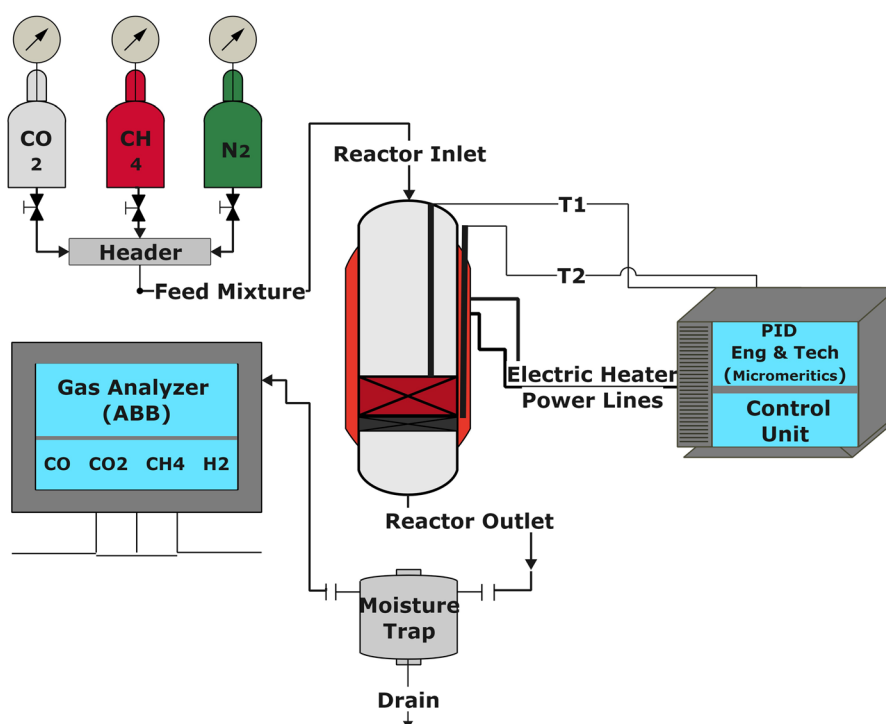 CO
2
CH
4
N2
Header
Feed Mixture
Reactor Inlet
T1
T2
PID
Eng & Tech
(Micromeritics)
Control
Unit
Electric Heater
Power Lines
Gas Analyzer
(ABB)
CO CO2 CH4 H2
Reactor Outlet
Moisture
Trap
Drain